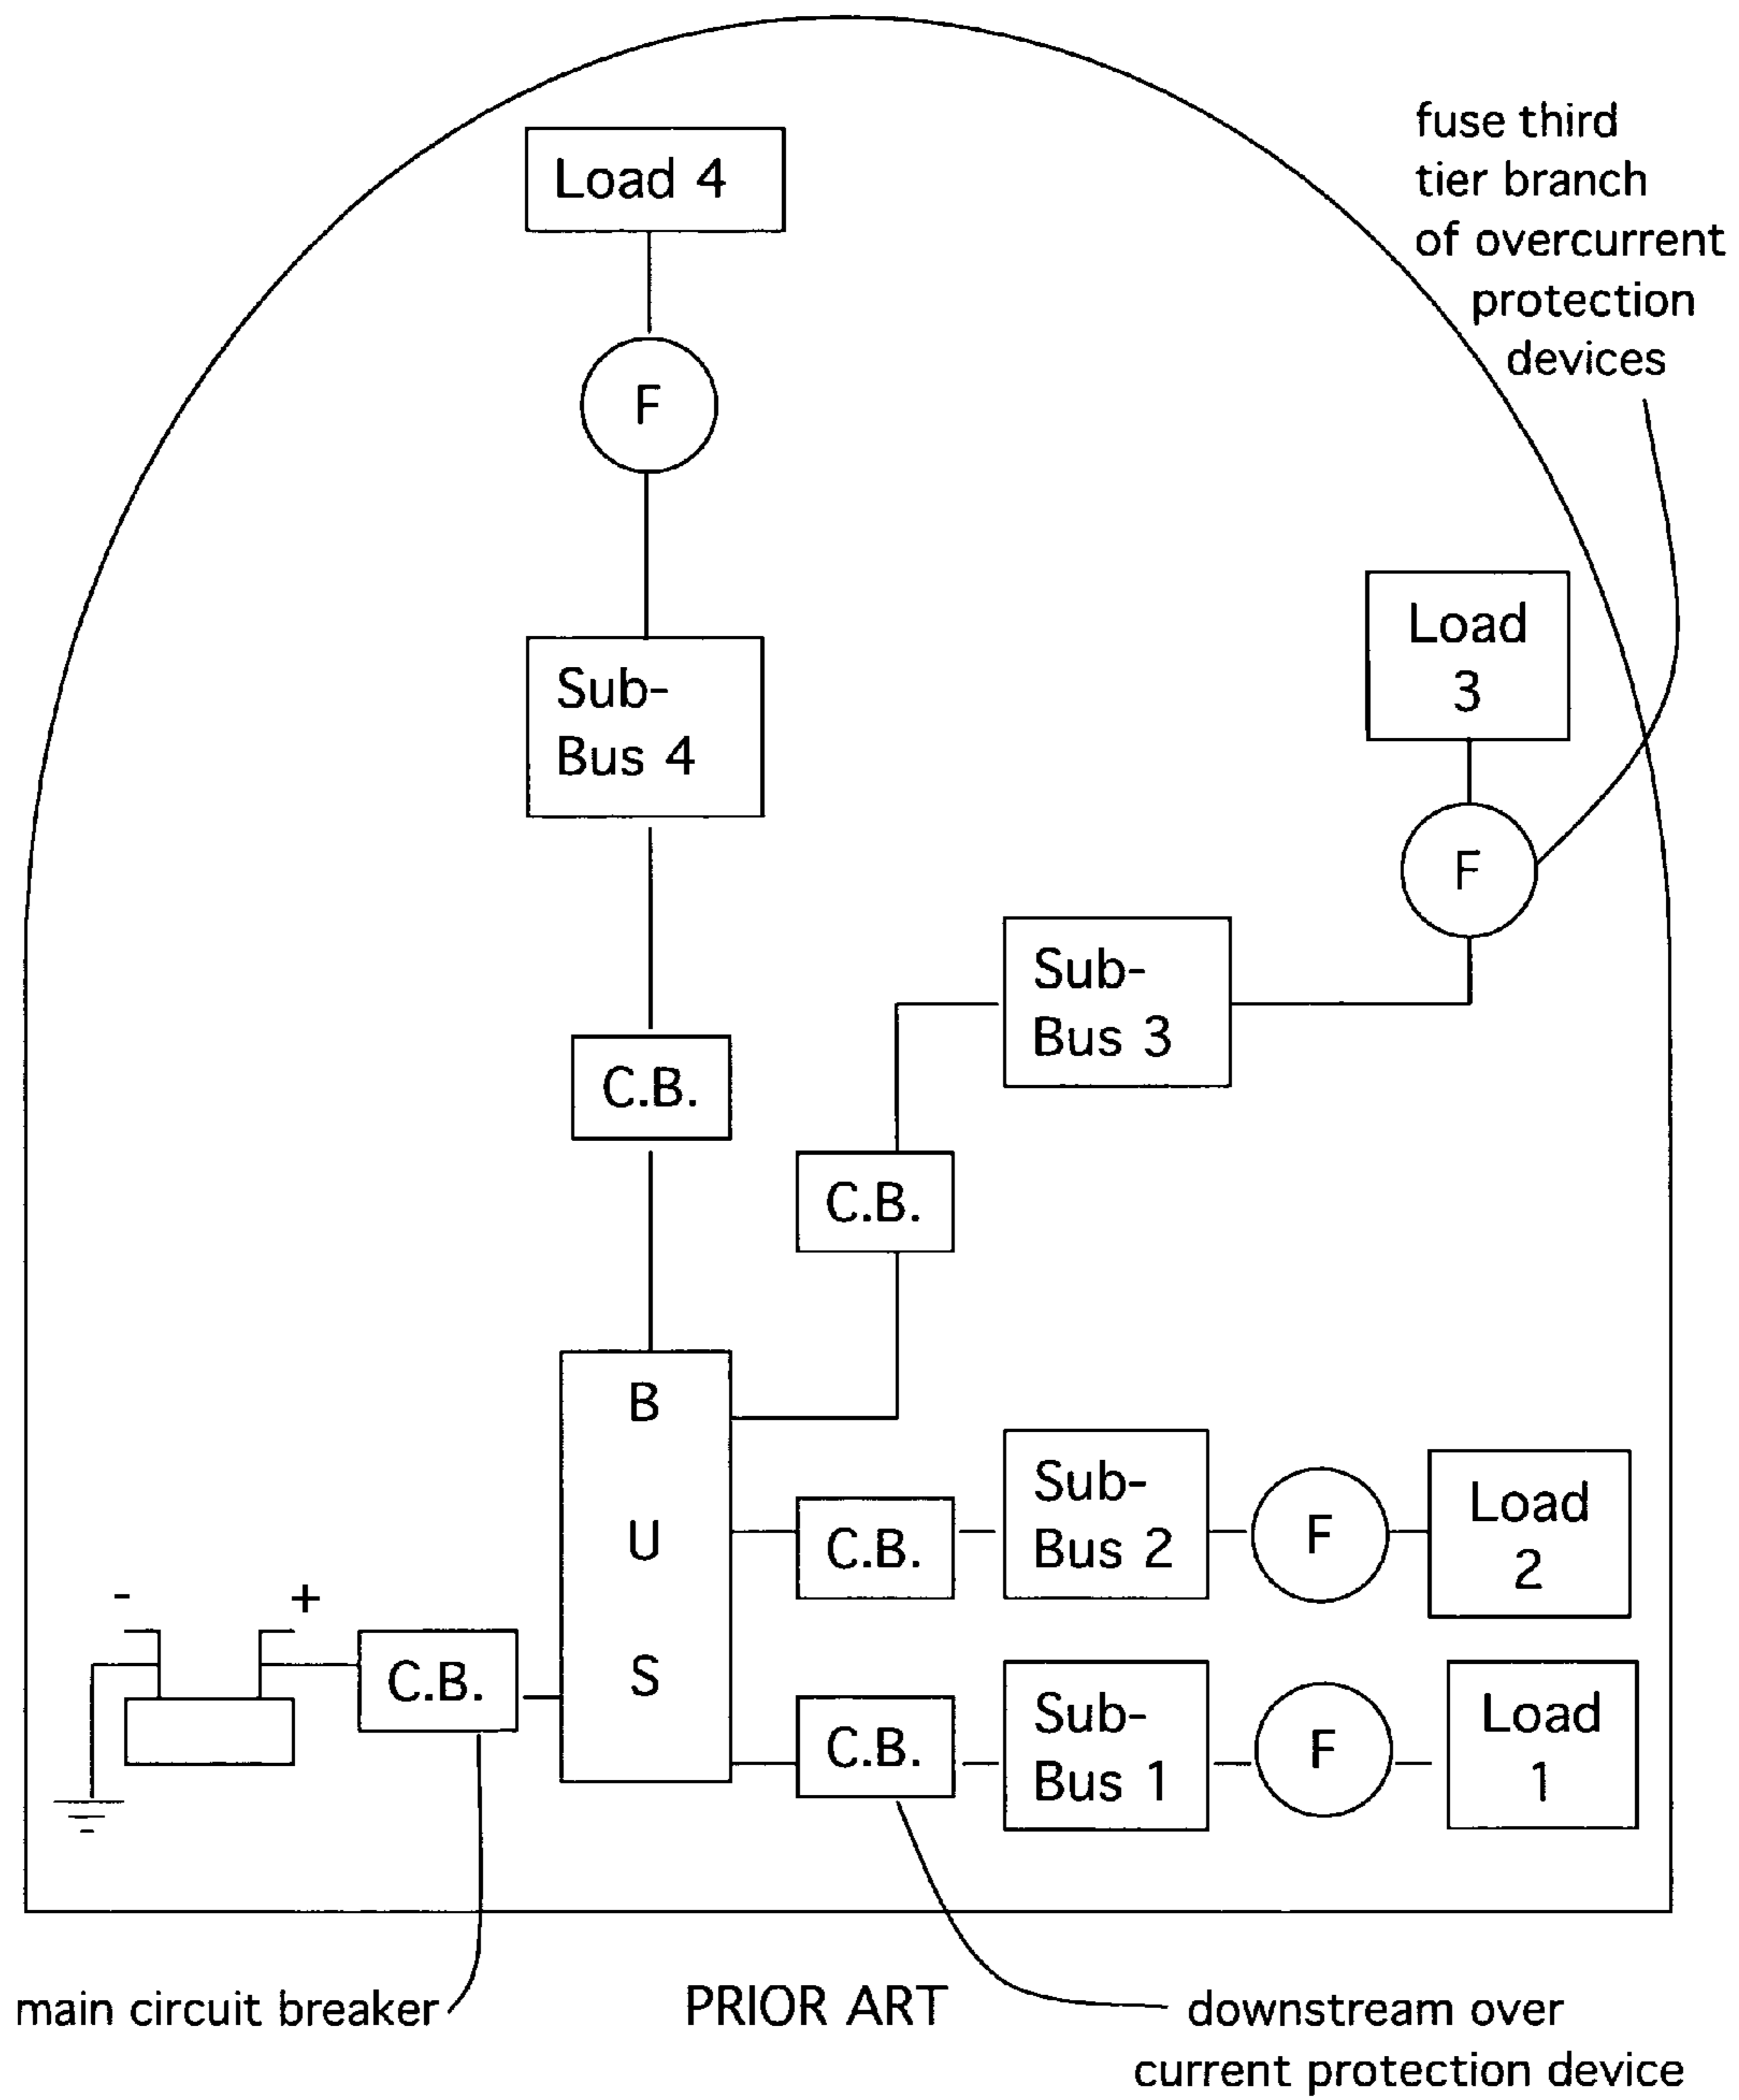 fuse third
tier branch
of overcurrent
protection
devices
Load 4
F
Sub-
Bus 4
Load
3
F
Sub-
Bus 3
C.B.
C.B.
B
U
S
C.B.
Sub-
Bus 2
F
Load
2
- +
C.B.
C.B.
Sub-
Bus 1
F
Load
1
main circuit breaker
PRIOR ART
downstream over
current protection device